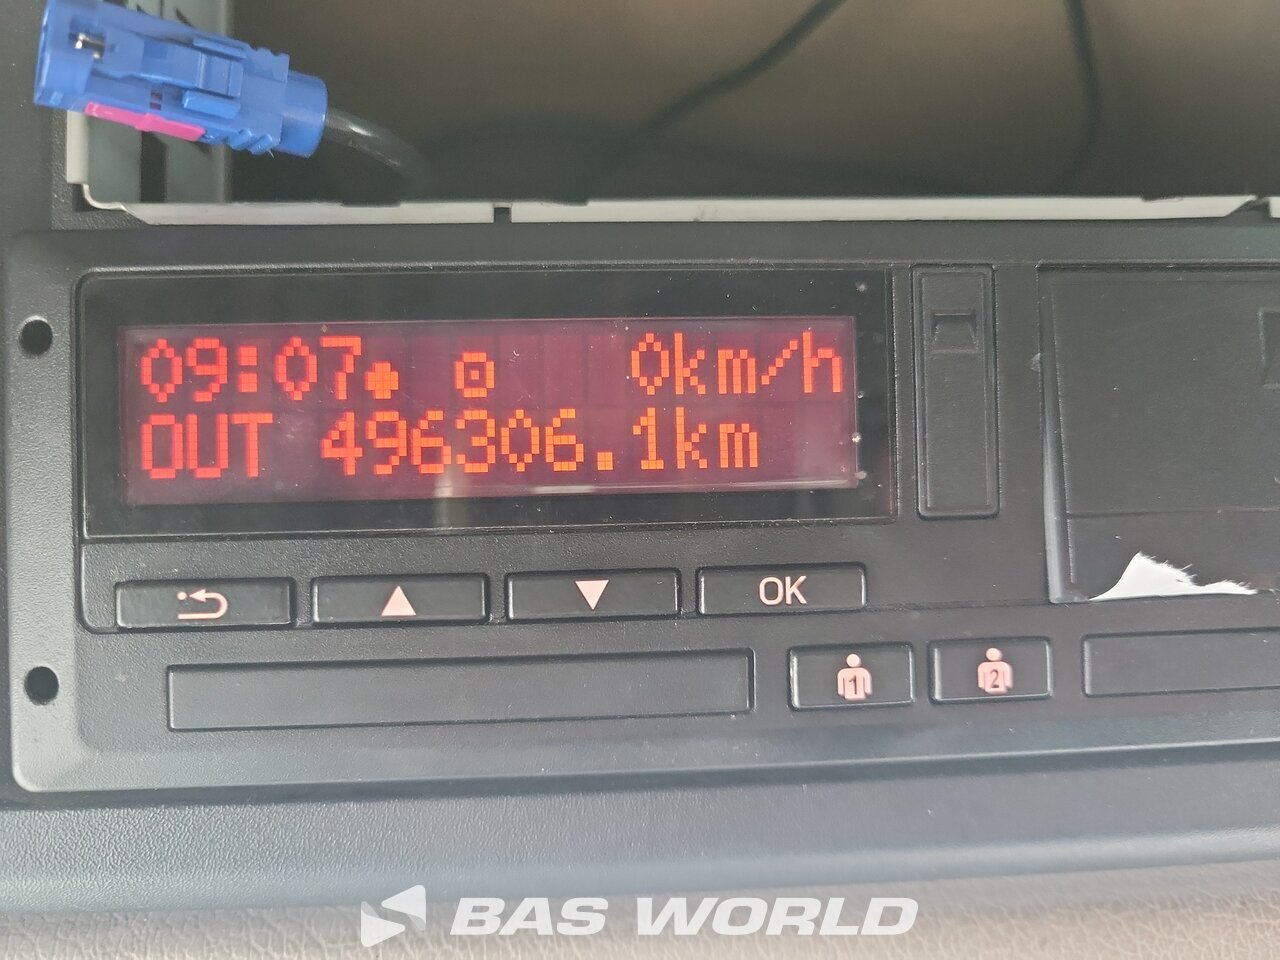 09:07 0km/h
OUT 496306.1km
OK
1 2
BAS WORLD